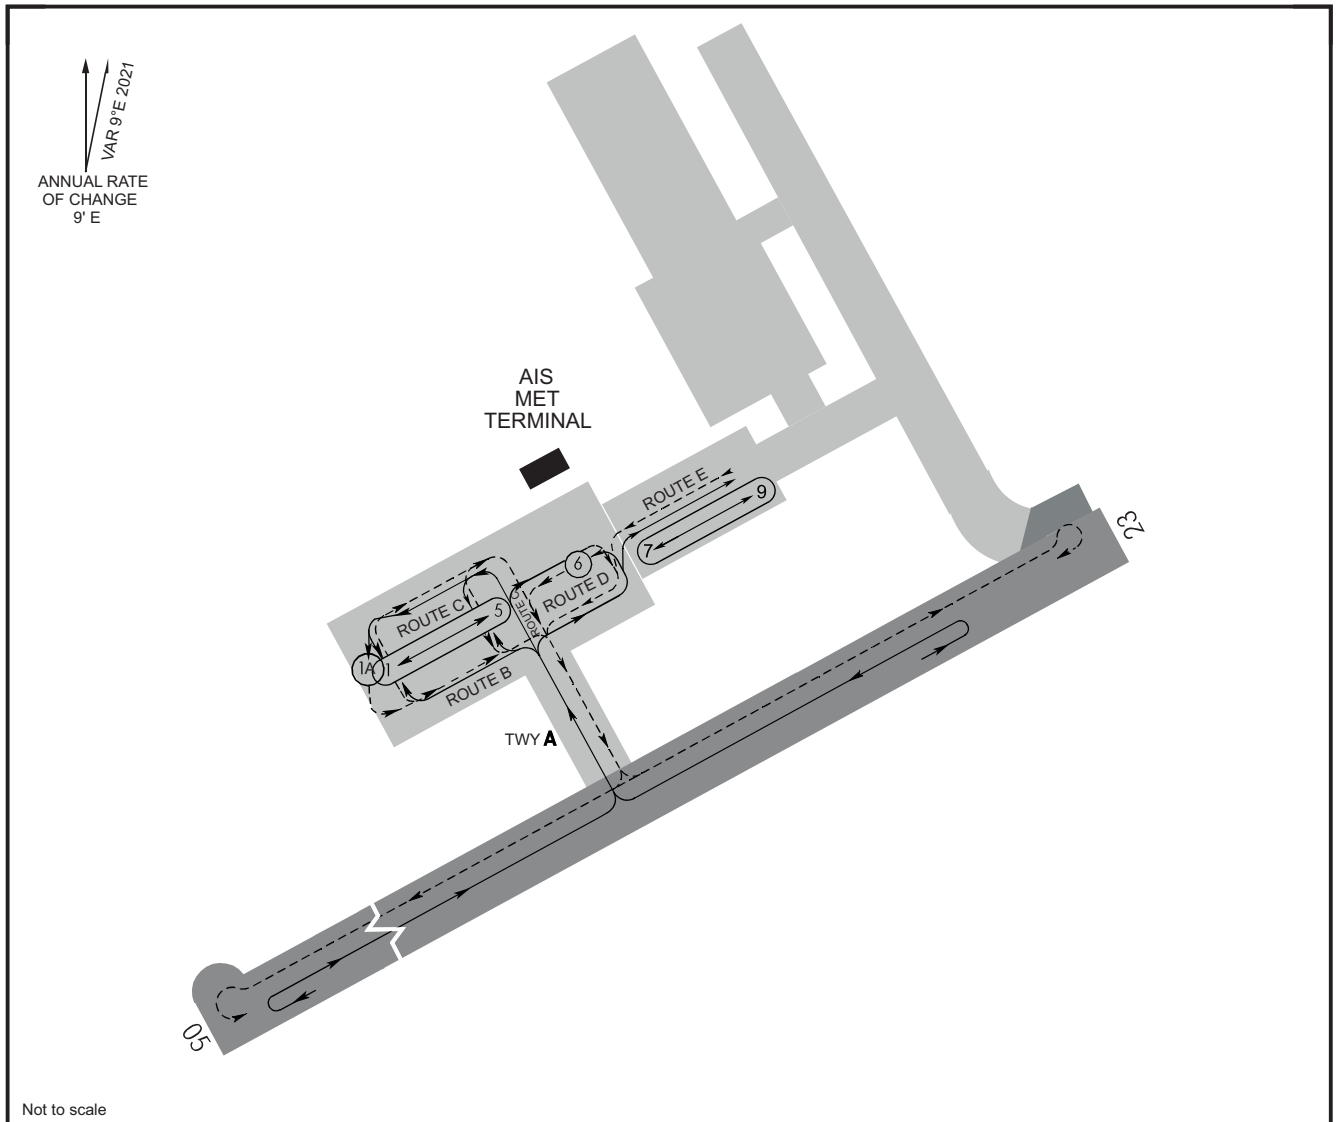 VAR 9°E 2021
ANNUAL RATE
OF CHANGE
9' E
AIS
MET
TERMINAL
ROUTE E
9
7
6
ROUTE D
ROUTE C
ROUTE C
5
1A
1
ROUTE B
TWY A
23
05
Not to scale